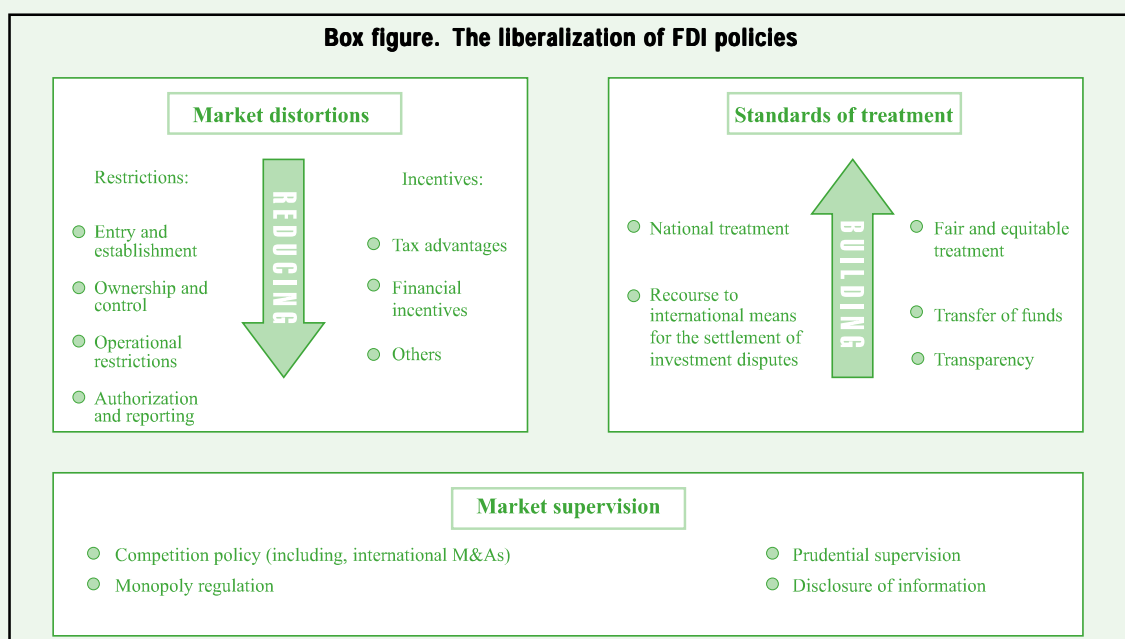 Box figure. The liberalization of FDI policies
Market distortions
Restrictions:
Entry and
establishment
Ownership and
control
Operational
restrictions
Authorization
and reporting
REDUCING
Incentives:
Tax advantages
Financial
incentives
Others
Standards of treatment
National treatment
Recourse to
international means
for the settlement of
investment disputes
BUILDING
Fair and equitable
treatment
Transfer of funds
Transparency
Market supervision
Competition policy (including, international M&As)
Monopoly regulation
Prudential supervision
Disclosure of information